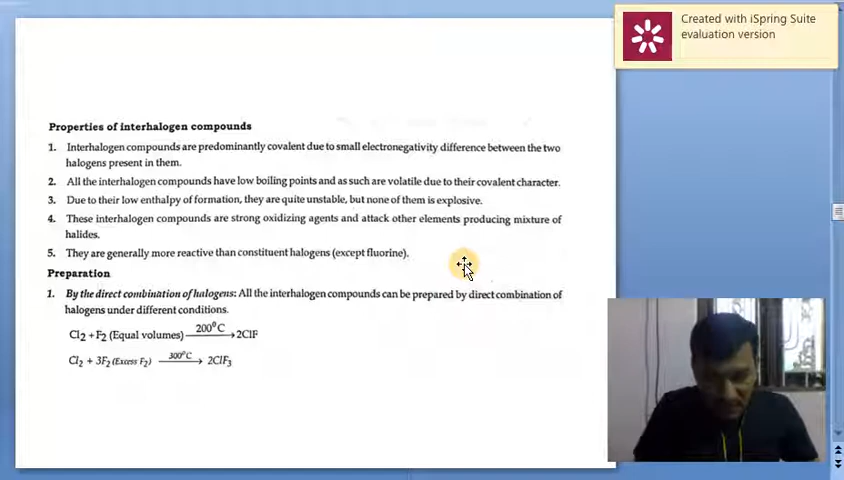 Created with iSpring Suite
evaluation version
Properties of interhalogen compounds
1. Interhalogen compounds are predominantly covalent due to small electronegativity difference between the two
halogens present in them.
2. All the interhalogen compounds have low boiling points and as such are volatile due to their covalent character.
3. Due to their low enthalpy of formation, they are quite unstable, but none of them is explosive.
4. These interhalogen compounds are strong oxidizing agents and attack other elements producing mixture of
halides.
5. They are generally more reactive than constituent halogens (except fluorine).
Preparation
1. By the direct combination of halogens: All the interhalogen compounds can be prepared by direct combination of
halogens under different conditions.
Cl₂ + F₂ (Equal volumes) —200⁰C→ 2ClF
Cl₂ + 3F₂ (Excess F₂) —300⁰C→ 2ClF₃